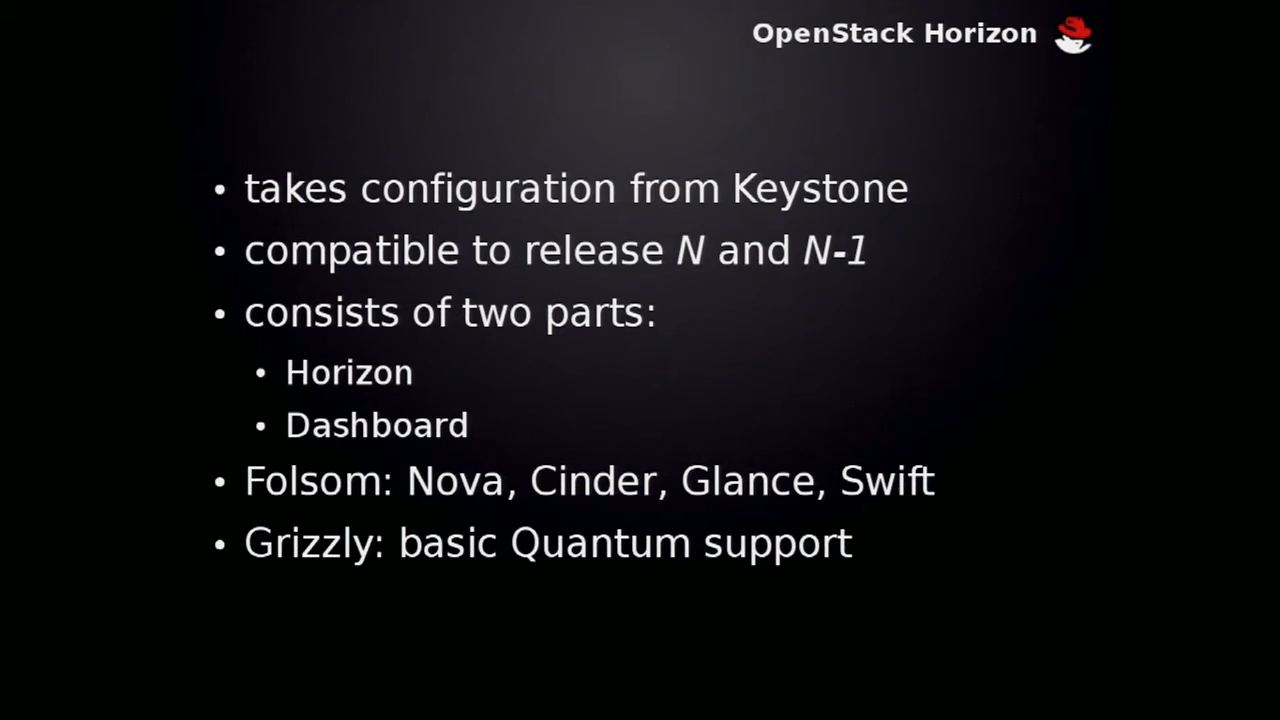 OpenStack Horizon
• takes configuration from Keystone
• compatible to release N and N-1
• consists of two parts:
• Horizon
• Dashboard
• Folsom: Nova, Cinder, Glance, Swift
• Grizzly: basic Quantum support